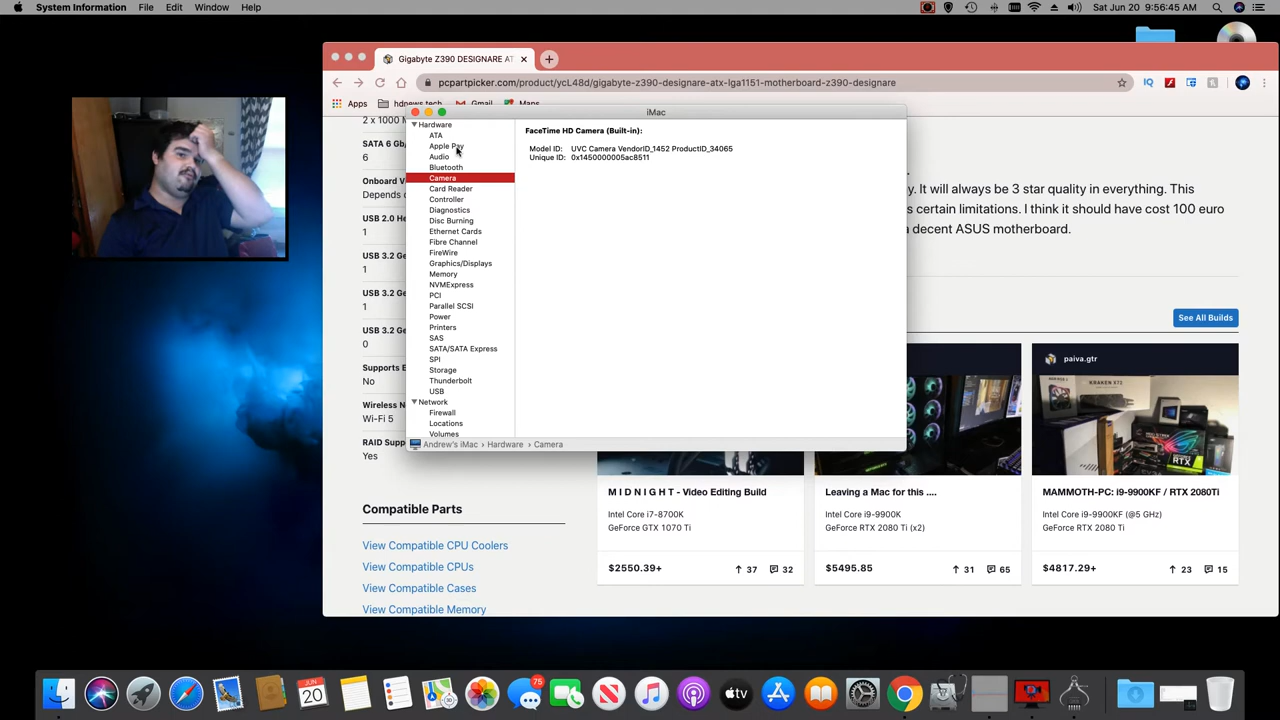 System Information File Edit Window Help
Sat Jun 20 9:56:45 AM
Gigabyte Z390 DESIGNARE AT
pcpartpicker.com/product/ycL48d/gigabyte-z390-designare-atx-lga1151-motherboard-z390-designare
Apps hdnews tech Gmail Maps
iMac
Hardware
ATA
Apple Pay
Audio
Bluetooth
Camera
Card Reader
Controller
Diagnostics
Disc Burning
Ethernet Cards
Fibre Channel
FireWire
Graphics/Displays
Memory
NVMExpress
PCI
Parallel SCSI
Power
Printers
SAS
SATA/SATA Express
SPI
Storage
Thunderbolt
USB
Network
Firewall
Locations
Volumes
FaceTime HD Camera (Built-in):
Model ID: UVC Camera VendorID_1452 ProductID_34065
Unique ID: 0x1450000005ac8511
Andrew's iMac › Hardware › Camera
2 x 1000 M
SATA 6 Gb/
6
Onboard V
Depends
USB 2.0 He
1
USB 3.2 Ge
1
USB 3.2 Ge
1
USB 3.2 Ge
0
Supports E
No
Wireless N
Wi-Fi 5
RAID Supp
Yes
Compatible Parts
View Compatible CPU Coolers
View Compatible CPUs
View Compatible Cases
View Compatible Memory
y. It will always be 3 star quality in everything. This
s certain limitations. I think it should have cost 100 euro
a decent ASUS motherboard.
See All Builds
paiva.gtr
KRAKEN X72
RTX
M I D N I G H T - Video Editing Build
Intel Core i7-8700K
GeForce GTX 1070 Ti
$2550.39+ 37 32
Leaving a Mac for this ....
Intel Core i9-9900K
GeForce RTX 2080 Ti (x2)
$5495.85 31 65
MAMMOTH-PC: i9-9900KF / RTX 2080Ti
Intel Core i9-9900KF (@5 GHz)
GeForce RTX 2080 Ti
$4817.29+ 23 15
JUN
20
75
tv